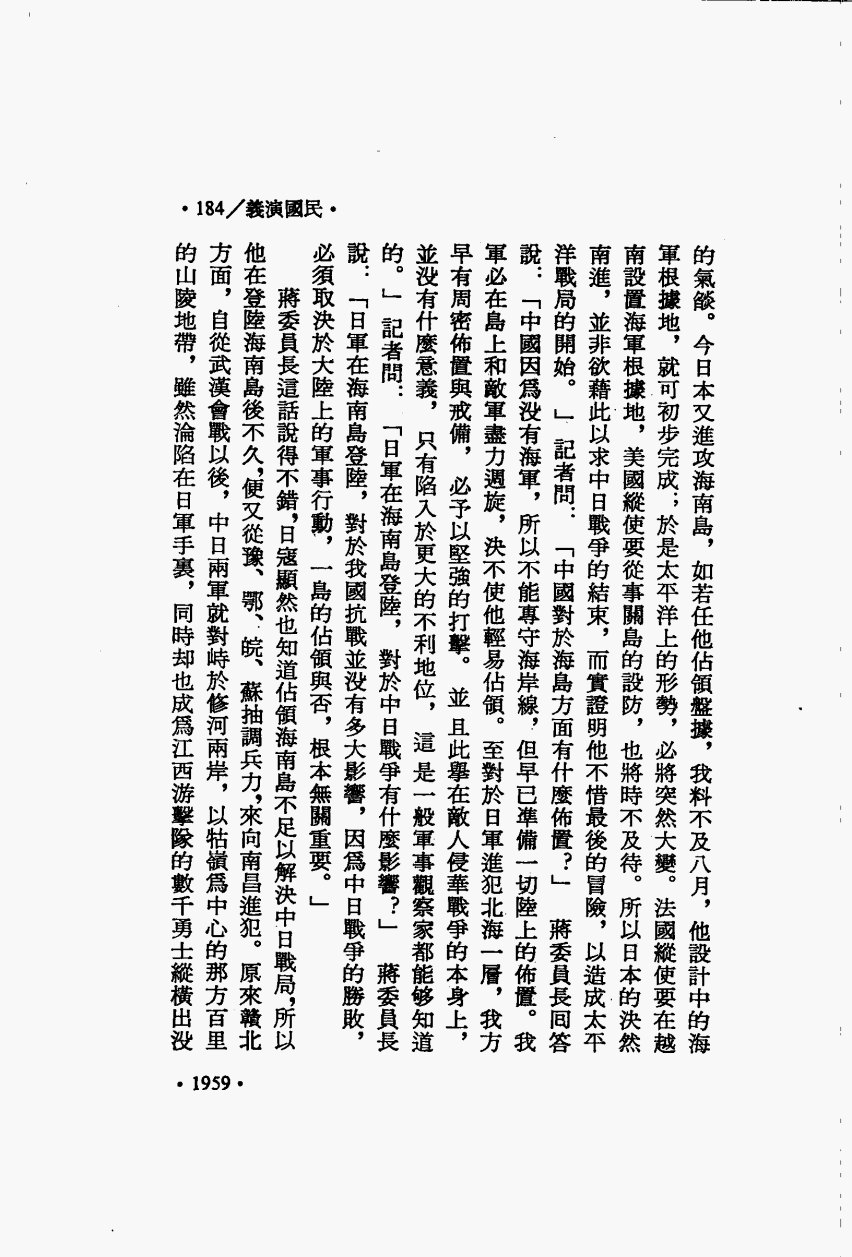 •184／義演國民•
的氣燄。今日本又進攻海南島，如若任他佔領盤據，我料不及八月，他設計中的海
軍根據地，就可初步完成；於是太平洋上的形勢，必將突然大變。法國縱使要在越
南設置海軍根據地，美國縱使要從事關島的設防，也將時不及待。所以日本的決然
南進，並非欲藉此以求中日戰爭的結束，而實證明他不惜最後的冒險，以造成太平
洋戰局的開始。」記者問：「中國對於海島方面有什麼佈置？」蔣委員長回答
說：「中國因爲没有海軍，所以不能專守海岸線，但早已準備一切陸上的佈置。我
軍必在島上和敵軍盡力週旋，決不使他輕易佔領。至對於日軍進犯北海一層，我方
早有周密佈置與戒備，必予以堅強的打擊。並且此舉在敵人侵華戰爭的本身上，
並没有什麼意義，只有陷入於更大的不利地位，這是一般軍事觀察家都能够知道
的。」記者問：「日軍在海南島登陸，對於中日戰爭有什麼影響？」蔣委員長
說：「日軍在海南島登陸，對於我國抗戰並没有多大影響，因爲中日戰爭的勝敗，
必須取決於大陸上的軍事行動，一島的佔領與否，根本無關重要。」
蔣委員長這話說得不錯，日寇顯然也知道佔領海南島不足以解決中日戰局，所以
他在登陸海南島後不久，便又從豫、鄂、皖、蘇抽調兵力，來向南昌進犯。原來贛北
方面，自從武漢會戰以後，中日兩軍就對峙於修河兩岸，以牯嶺爲中心的那方百里
的山陵地帶，雖然淪陷在日軍手裏，同時却也成爲江西游擊隊的數千勇士縱橫出没
•1959•